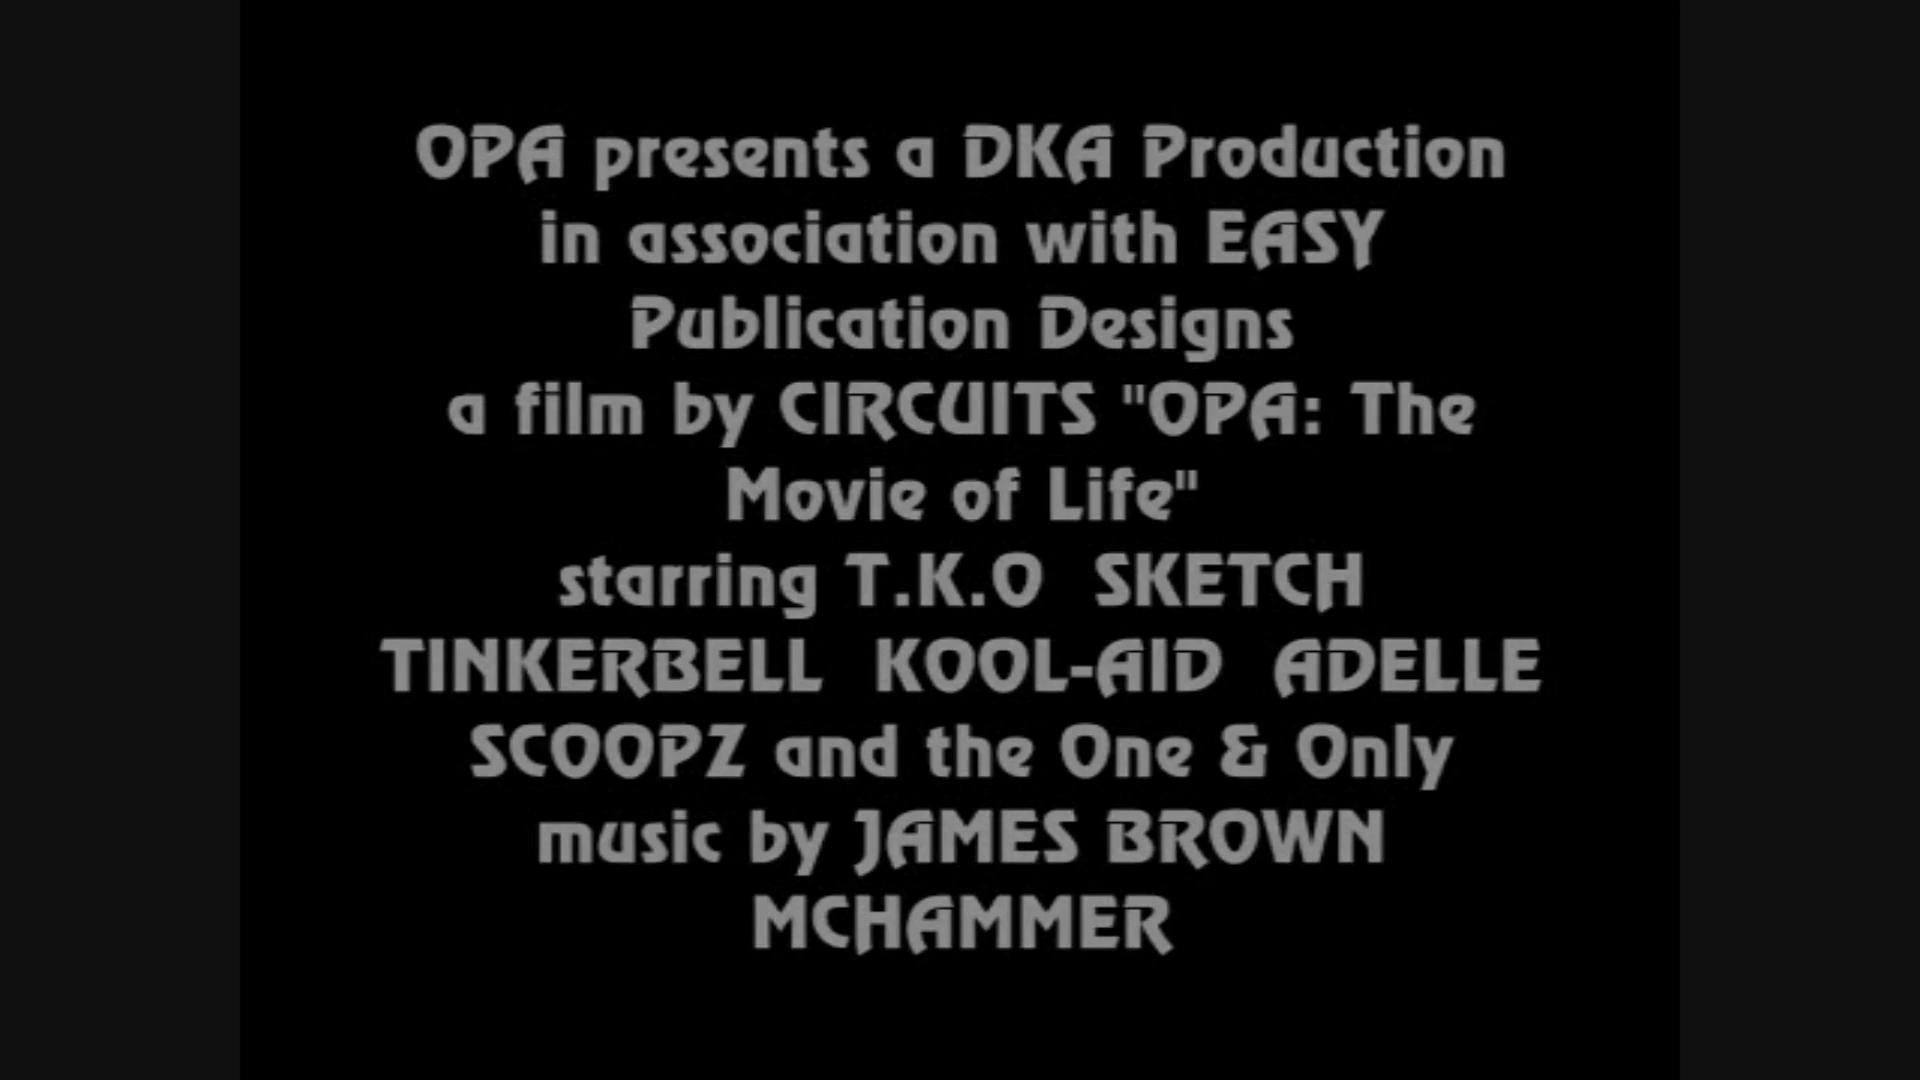 OPA presents a DKA Production
in association with EASY
Publication Designs
a film by CIRCUITS "OPA: The
Movie of Life"
starring T.K.O  SKETCH
TINKERBELL  KOOL-AID  ADELLE
SCOOPZ and the One & Only
music by JAMES BROWN
MCHAMMER